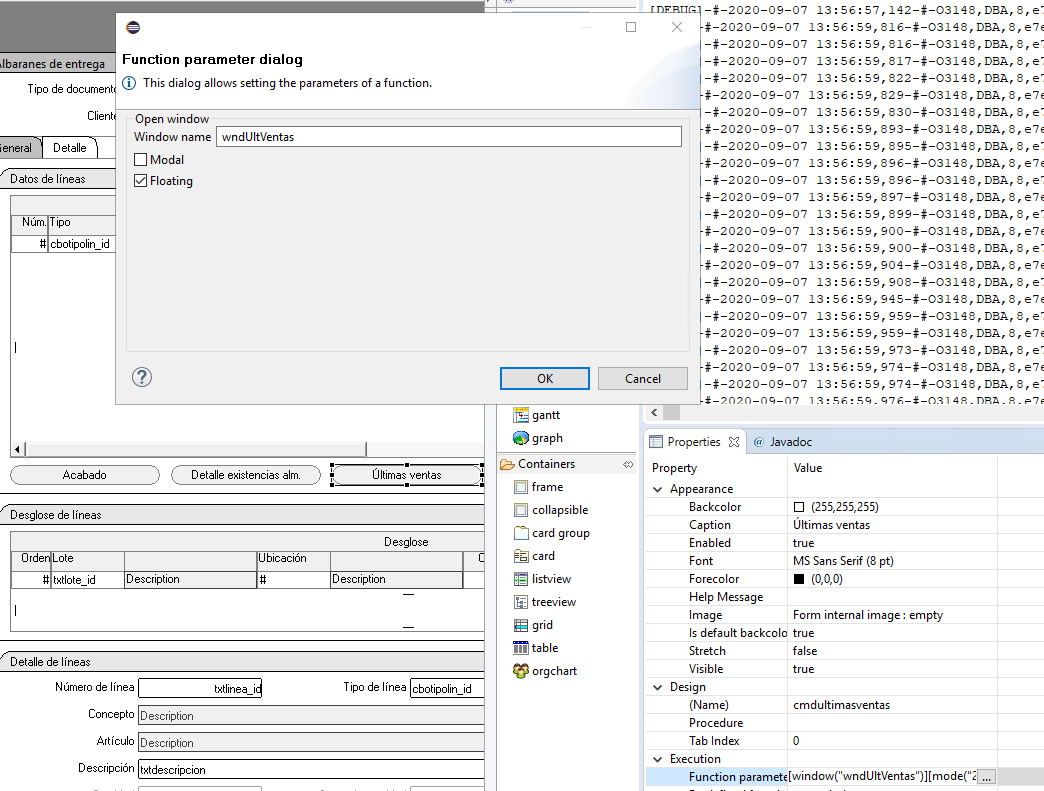 Function parameter dialog
This dialog allows setting the parameters of a function.
Open window
Window name wndUltVentas
Modal
Floating
?
OK
Cancel
Albaranes de entrega
Tipo de documento
Cliente
General
Detalle
Datos de líneas
Núm. Tipo
# cbotipolin_id
Acabado
Detalle existencias alm.
Últimas ventas
Desglose de líneas
Desglose
Orden Lote Ubicación
# txtlote_id Description # Description
Detalle de líneas
Número de línea txtlinea_id Tipo de línea cbotipolin_id
Concepto Description
Artículo Description
Descripción txtdescripcion
[DEBUG]-#-2020-09-07 13:56:57,142-#-O3148,DBA,8,e7e
-#-2020-09-07 13:56:59,816-#-O3148,DBA,8,e7
-#-2020-09-07 13:56:59,816-#-O3148,DBA,8,e7
-#-2020-09-07 13:56:59,817-#-O3148,DBA,8,e7
-#-2020-09-07 13:56:59,822-#-O3148,DBA,8,e7
-#-2020-09-07 13:56:59,829-#-O3148,DBA,8,e7
-#-2020-09-07 13:56:59,830-#-O3148,DBA,8,e7
-#-2020-09-07 13:56:59,893-#-O3148,DBA,8,e7
-#-2020-09-07 13:56:59,895-#-O3148,DBA,8,e7
-#-2020-09-07 13:56:59,896-#-O3148,DBA,8,e7
-#-2020-09-07 13:56:59,896-#-O3148,DBA,8,e7
-#-2020-09-07 13:56:59,897-#-O3148,DBA,8,e7
-#-2020-09-07 13:56:59,899-#-O3148,DBA,8,e7
-#-2020-09-07 13:56:59,900-#-O3148,DBA,8,e7
-#-2020-09-07 13:56:59,900-#-O3148,DBA,8,e7
-#-2020-09-07 13:56:59,904-#-O3148,DBA,8,e7
-#-2020-09-07 13:56:59,908-#-O3148,DBA,8,e7
-#-2020-09-07 13:56:59,945-#-O3148,DBA,8,e7
-#-2020-09-07 13:56:59,959-#-O3148,DBA,8,e7
-#-2020-09-07 13:56:59,959-#-O3148,DBA,8,e7
-#-2020-09-07 13:56:59,973-#-O3148,DBA,8,e7
-#-2020-09-07 13:56:59,974-#-O3148,DBA,8,e7
-#-2020-09-07 13:56:59,974-#-O3148,DBA,8,e7
-#-2020-09-07 13:56:59,976-#-O3148,DBA,8,e7
gantt
graph
Containers
frame
collapsible
card group
card
listview
treeview
grid
table
orgchart
Properties
@ Javadoc
Property Value
Appearance
Backcolor (255,255,255)
Caption Últimas ventas
Enabled true
Font MS Sans Serif (8 pt)
Forecolor (0,0,0)
Help Message
Image Form internal image : empty
Is default backcolo true
Stretch false
Visible true
Design
(Name) cmdultimasventas
Procedure
Tab Index 0
Execution
Function paramete [window("wndUltVentas")][mode("2 ...